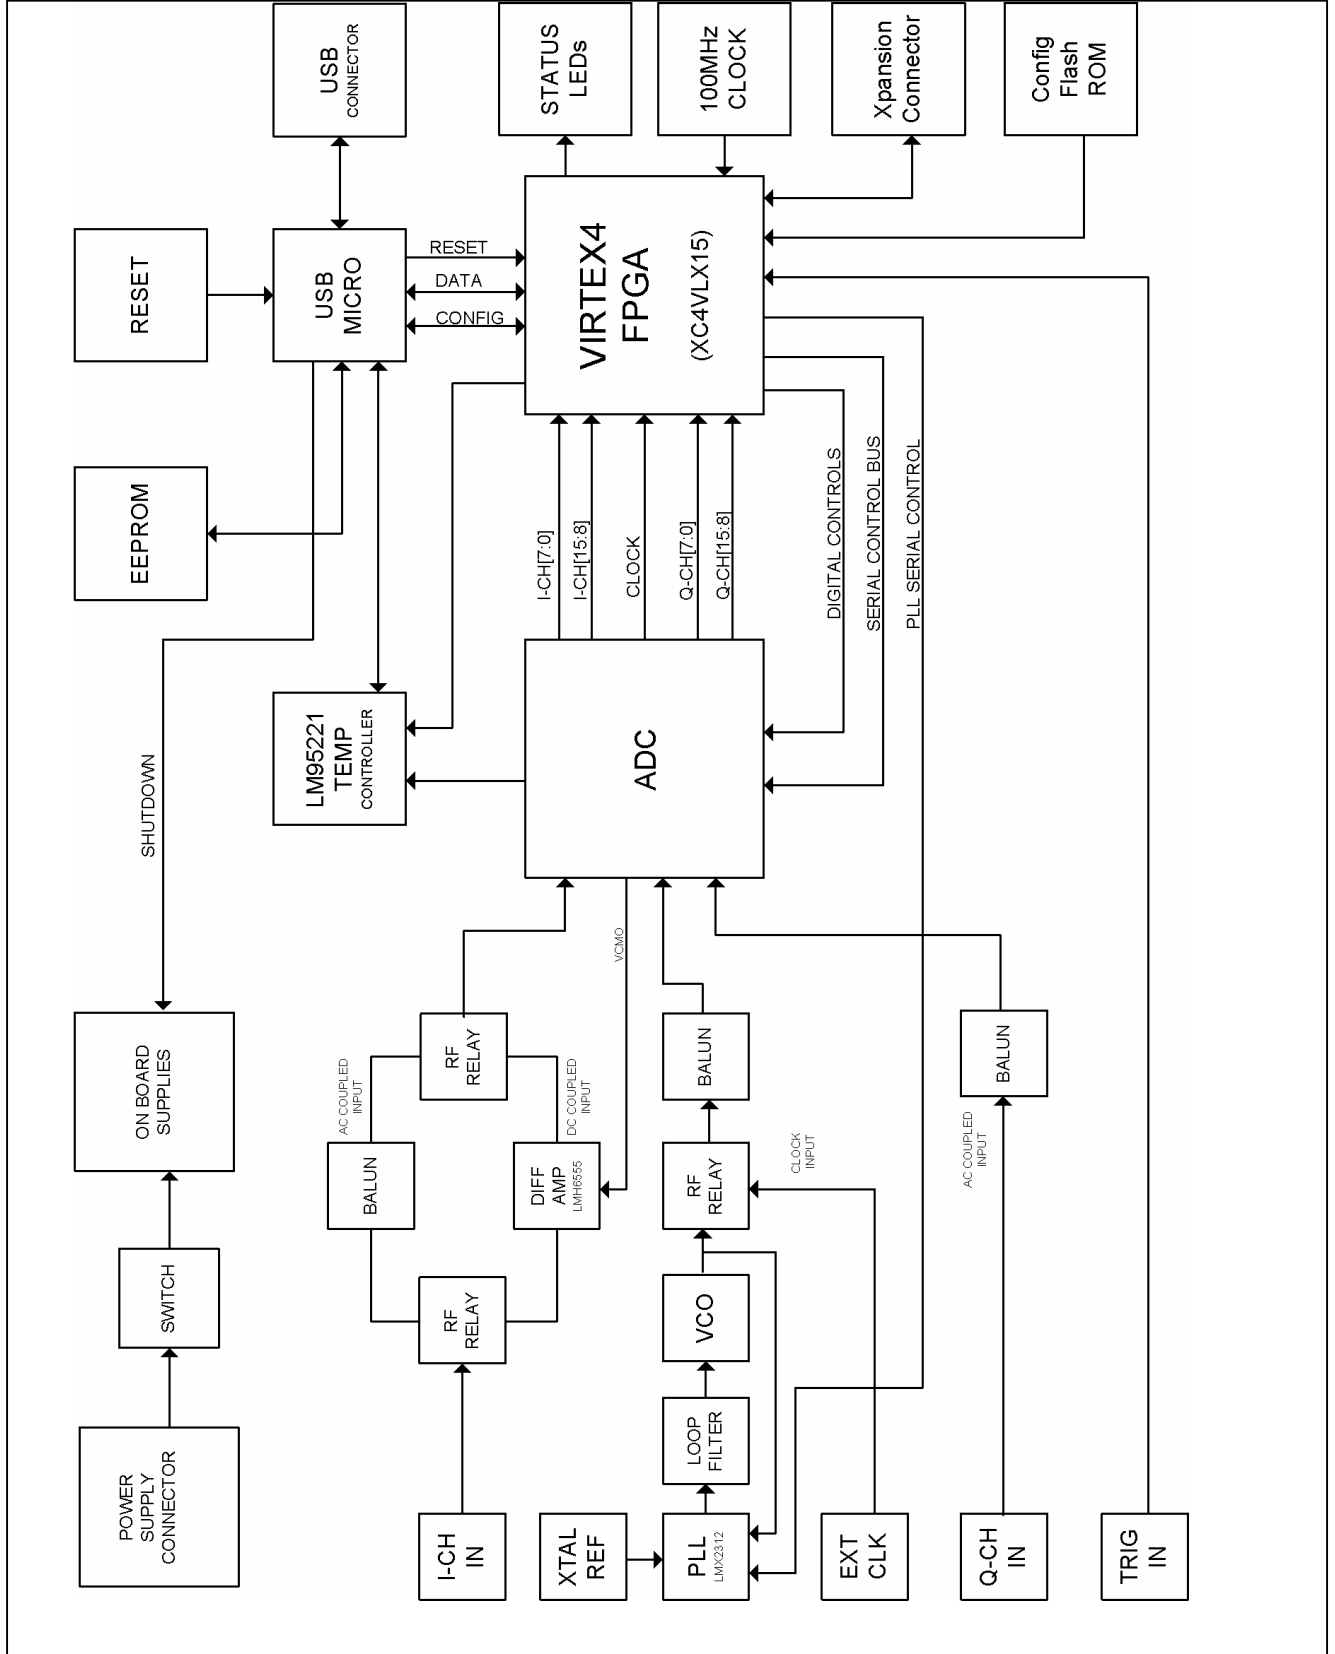 POWER
SUPPLY
CONNECTOR
SWITCH
ON BOARD
SUPPLIES
SHUTDOWN
EEPROM
RESET
I-CH
IN
RF
RELAY
BALUN
AC COUPLED
INPUT
DIFF
AMP
LMH6555
DC COUPLED
INPUT
RF
RELAY
VCMO
LM95221
TEMP
CONTROLLER
USB
MICRO
USB
CONNECTOR
RESET
DATA
CONFIG
XTAL
REF
PLL
LMX2312
LOOP
FILTER
VCO
RF
RELAY
BALUN
CLOCK
INPUT
EXT
CLK
ADC
I-CH[7:0]
I-CH[15:8]
CLOCK
Q-CH[7:0]
Q-CH[15:8]
VIRTEX4
FPGA
(XC4VLX15)
STATUS
LEDs
100MHz
CLOCK
Xpansion
Connector
Config
Flash
ROM
DIGITAL CONTROLS
SERIAL CONTROL BUS
PLL SERIAL CONTROL
Q-CH
IN
AC COUPLED
INPUT
BALUN
TRIG
IN